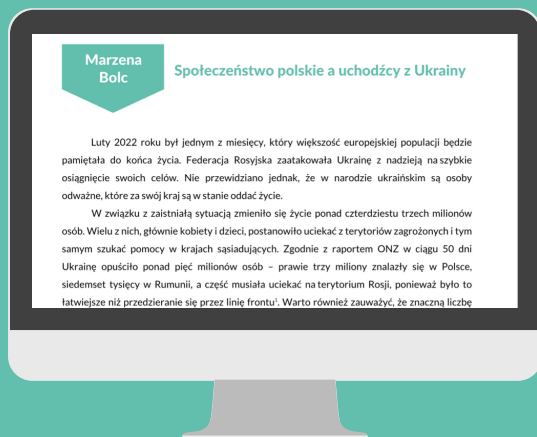 Marzena
Bolc
Społeczeństwo polskie a uchodźcy z Ukrainy
Luty 2022 roku był jednym z miesięcy, który większość europejskiej populacji będzie
pamiętała do końca życia. Federacja Rosyjska zaatakowała Ukrainę z nadzieją na szybkie
osiągnięcie swoich celów. Nie przewidziano jednak, że w narodzie ukraińskim są osoby
odważne, które za swój kraj są w stanie oddać życie.
W związku z zaistniałą sytuacją zmieniło się życie ponad czterdziestu trzech milionów
osób. Wielu z nich, głównie kobiety i dzieci, postanowiło uciekać z terytoriów zagrożonych i tym
samym szukać pomocy w krajach sąsiadujących. Zgodnie z raportem ONZ w ciągu 50 dni
Ukrainę opuściło ponad pięć milionów osób – prawie trzy miliony znalazły się w Polsce,
siedemset tysięcy w Rumunii, a część musiała uciekać na terytorium Rosji, ponieważ było to
łatwiejsze niż przedzieranie się przez linię frontu¹. Warto również zauważyć, że znaczną liczbę